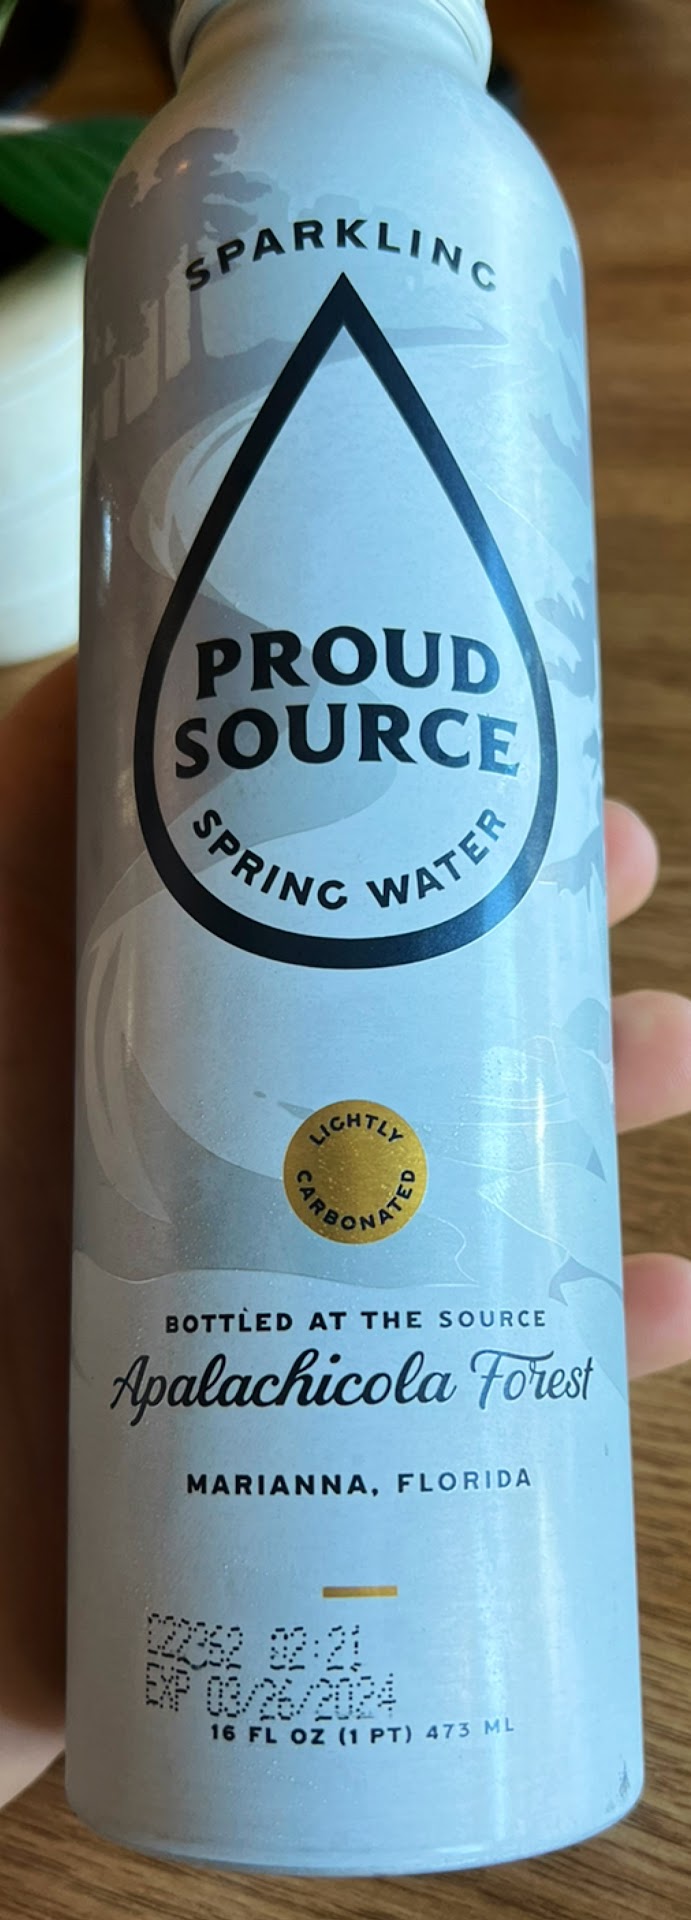 SPARKLING
PROUD
SOURCE
SPRING WATER
LIGHTLY
CARBONATED
BOTTLED AT THE SOURCE
Apalachicola Forest
MARIANNA, FLORIDA
02:21
EXP 03/26/2024
16 FL OZ (1 PT) 473 ML